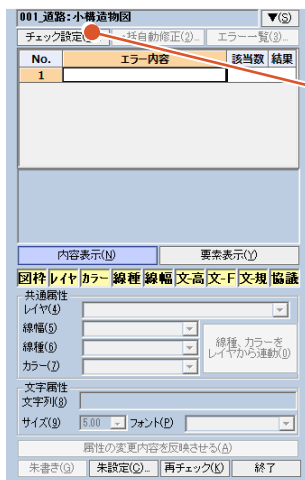 001_道路:小構造物図 ▼(S)
チェック設定 括自動修正(2)... エラー一覧(3)...
No. エラー内容 該当数 結果
1
内容表示(N) 要素表示(Y)
図枠 レイヤ カラー 線種 線幅 文-高 文-F 文-規 協議
共通属性
レイヤ(4)
線幅(5)
線種(6)
カラー(7)
線種、カラーを
レイヤから連動(0)
文字属性
文字列(8)
サイズ(9) 5.00 フォント(P)
属性の変更内容を反映させる(A)
朱書き(G) 朱設定(C)... 再チェック(K) 終了